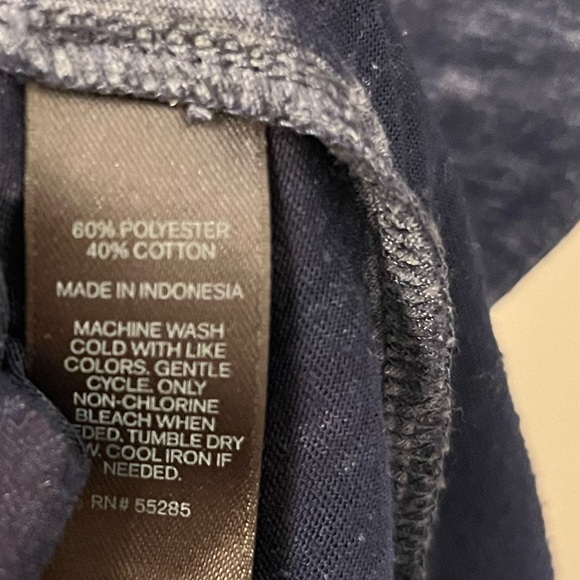 60% POLYESTER
40% COTTON
MADE IN INDONESIA
MACHINE WASH
COLD WITH LIKE
COLORS. GENTLE
CYCLE. ONLY
NON-CHLORINE
BLEACH WHEN
EDED. TUMBLE DRY
W. COOL IRON IF
NEEDED.
RN# 55285